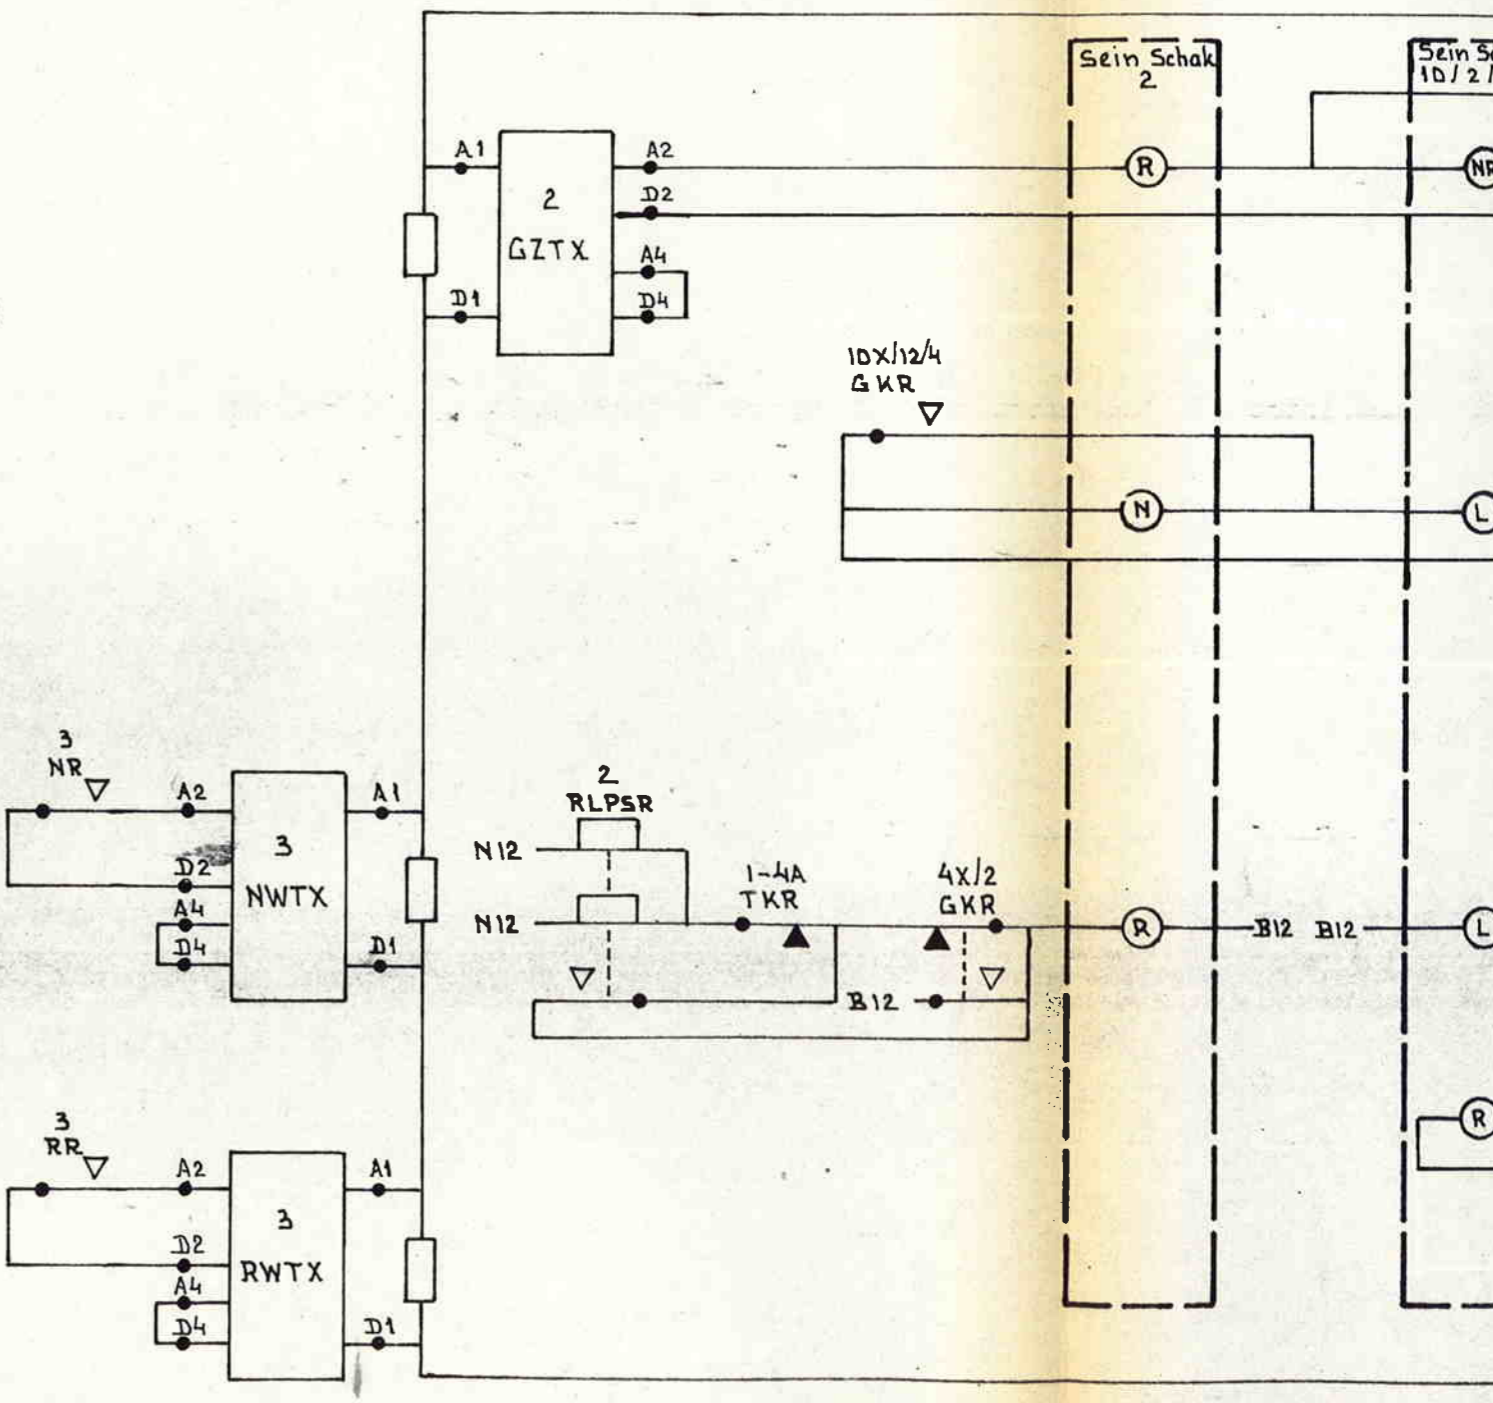 Sein Schak
2
Sein S
10/2/
A1
A2
R
NR
2
GZTX
D2
A4
D1
D4
10X/12/4
GKR
N
L
3
NR
A2
A1
3
NWTX
D2
A4
D4
D1
2
RLPSR
N12
N12
1-4A
TKR
4X/2
GKR
R
B12
B12
L
B12
3
RR
A2
A1
3
RWTX
D2
A4
D4
D1
R